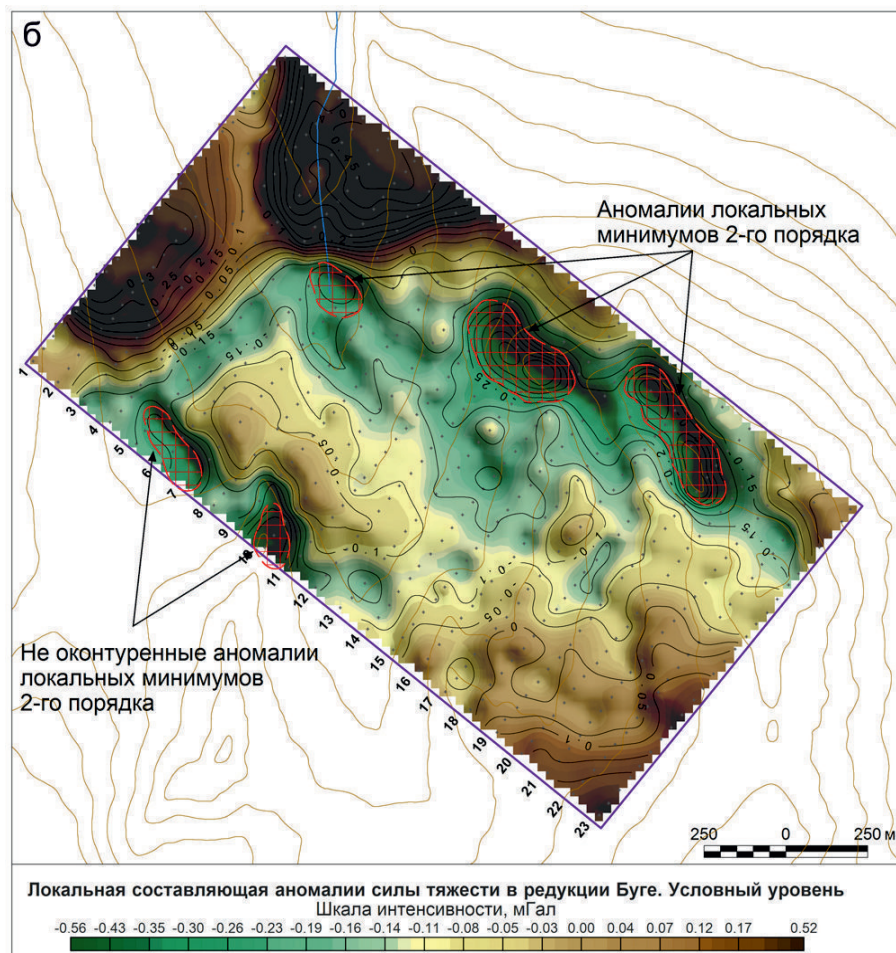 б
Аномалии локальных
минимумов 2-го порядка
1
2
3
4
5
6
7
8
9
10
11
12
13
14
15
16
17
18
19
20
21
22
23
Не оконтуренные аномалии
локальных минимумов
2-го порядка
250 0 250 м
Локальная составляющая аномалии силы тяжести в редукции Буге. Условный уровень
Шкала интенсивности, мГал
-0.56 -0.43 -0.35 -0.30 -0.26 -0.23 -0.19 -0.16 -0.14 -0.11 -0.08 -0.05 -0.03 0.00 0.04 0.07 0.12 0.17 0.52